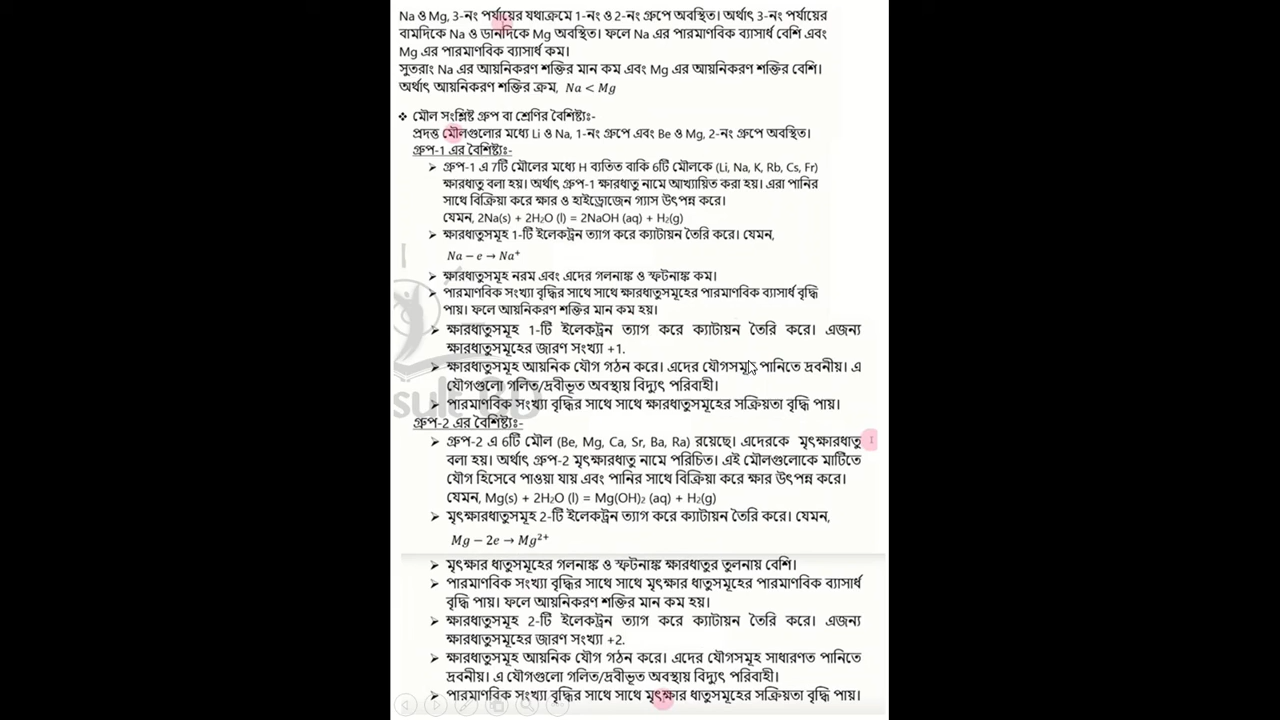 Na ও Mg, 3-নং পর্যায়ের যথাক্রমে 1-নং ও 2-নং গ্রুপে অবস্থিত। অর্থাৎ 3-নং পর্যায়ের
বামদিকে Na ও ডানদিকে Mg অবস্থিত। ফলে Na এর পারমাণবিক ব্যাসার্ধ বেশি এবং
Mg এর পারমাণবিক ব্যাসার্ধ কম।
সুতরাং Na এর আয়নিকরণ শক্তির মান কম এবং Mg এর আয়নিকরণ শক্তির বেশি।
অর্থাৎ আয়নিকরণ শক্তির ক্রম, Na < Mg
❖ মৌল সংশ্লিষ্ট গ্রুপ বা শ্রেণির বৈশিষ্ট্যঃ-
প্রদত্ত মৌলগুলোর মধ্যে Li ও Na, 1-নং গ্রুপে এবং Be ও Mg, 2-নং গ্রুপে অবস্থিত।
গ্রুপ-1 এর বৈশিষ্ট্যঃ-
➢ গ্রুপ-1 এ 7টি মৌলের মধ্যে H ব্যতিত বাকি 6টি মৌলকে (Li, Na, K, Rb, Cs, Fr)
ক্ষারধাতু বলা হয়। অর্থাৎ গ্রুপ-1 ক্ষারধাতু নামে আখ্যায়িত করা হয়। এরা পানির
সাথে বিক্রিয়া করে ক্ষার ও হাইড্রোজেন গ্যাস উৎপন্ন করে।
যেমন, 2Na(s) + 2H₂O (l) = 2NaOH (aq) + H₂(g)
➢ ক্ষারধাতুসমূহ 1-টি ইলেকট্রন ত্যাগ করে ক্যাটায়ন তৈরি করে। যেমন,
Na − e → Na⁺
➢ ক্ষারধাতুসমূহ নরম এবং এদের গলনাঙ্ক ও স্ফটনাঙ্ক কম।
➢ পারমাণবিক সংখ্যা বৃদ্ধির সাথে সাথে ক্ষারধাতুসমূহের পারমাণবিক ব্যাসার্ধ বৃদ্ধি
পায়। ফলে আয়নিকরণ শক্তির মান কম হয়।
➢ ক্ষারধাতুসমূহ 1-টি ইলেকট্রন ত্যাগ করে ক্যাটায়ন তৈরি করে। এজন্য
ক্ষারধাতুসমূহের জারণ সংখ্যা +1.
➢ ক্ষারধাতুসমূহ আয়নিক যৌগ গঠন করে। এদের যৌগসমূহ পানিতে দ্রবনীয়। এ
যৌগগুলো গলিত/দ্রবীভূত অবস্থায় বিদ্যুৎ পরিবাহী।
➢ পারমাণবিক সংখ্যা বৃদ্ধির সাথে সাথে ক্ষারধাতুসমূহের সক্রিয়তা বৃদ্ধি পায়।
গ্রুপ-2 এর বৈশিষ্ট্যঃ-
➢ গ্রুপ-2 এ 6টি মৌল (Be, Mg, Ca, Sr, Ba, Ra) রয়েছে। এদেরকে মৃৎক্ষারধাতু
বলা হয়। অর্থাৎ গ্রুপ-2 মৃৎক্ষারধাতু নামে পরিচিত। এই মৌলগুলোকে মাটিতে
যৌগ হিসেবে পাওয়া যায় এবং পানির সাথে বিক্রিয়া করে ক্ষার উৎপন্ন করে।
যেমন, Mg(s) + 2H₂O (l) = Mg(OH)₂ (aq) + H₂(g)
➢ মৃৎক্ষারধাতুসমূহ 2-টি ইলেকট্রন ত্যাগ করে ক্যাটায়ন তৈরি করে। যেমন,
Mg − 2e → Mg²⁺
➢ মৃৎক্ষার ধাতুসমূহের গলনাঙ্ক ও স্ফটনাঙ্ক ক্ষারধাতুর তুলনায় বেশি।
➢ পারমাণবিক সংখ্যা বৃদ্ধির সাথে সাথে মৃৎক্ষার ধাতুসমূহের পারমাণবিক ব্যাসার্ধ
বৃদ্ধি পায়। ফলে আয়নিকরণ শক্তির মান কম হয়।
➢ ক্ষারধাতুসমূহ 2-টি ইলেকট্রন ত্যাগ করে ক্যাটায়ন তৈরি করে। এজন্য
ক্ষারধাতুসমূহের জারণ সংখ্যা +2.
➢ ক্ষারধাতুসমূহ আয়নিক যৌগ গঠন করে। এদের যৌগসমূহ সাধারণত পানিতে
দ্রবনীয়। এ যৌগগুলো গলিত/দ্রবীভূত অবস্থায় বিদ্যুৎ পরিবাহী।
➢ পারমাণবিক সংখ্যা বৃদ্ধির সাথে সাথে মৃৎক্ষার ধাতুসমূহের সক্রিয়তা বৃদ্ধি পায়।